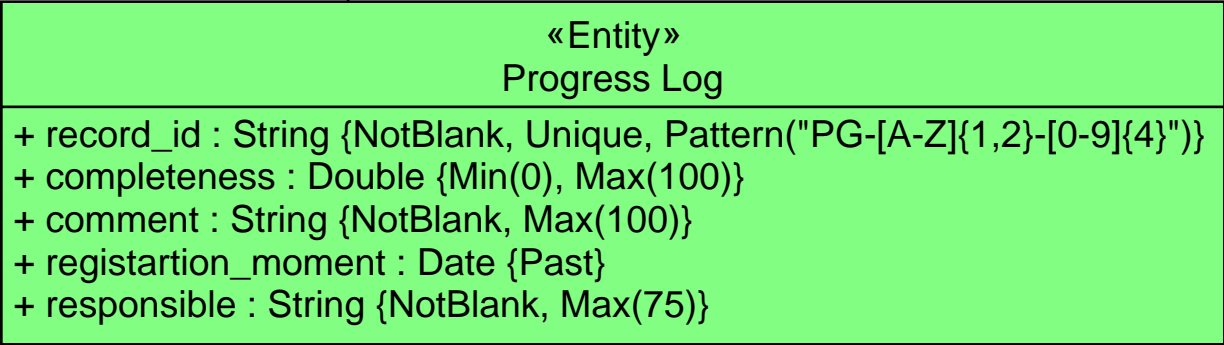 «Entity»
Progress Log
+ record_id : String {NotBlank, Unique, Pattern("PG-[A-Z]{1,2}-[0-9]{4}")}
+ completeness : Double {Min(0), Max(100)}
+ comment : String {NotBlank, Max(100)}
+ registartion_moment : Date {Past}
+ responsible : String {NotBlank, Max(75)}